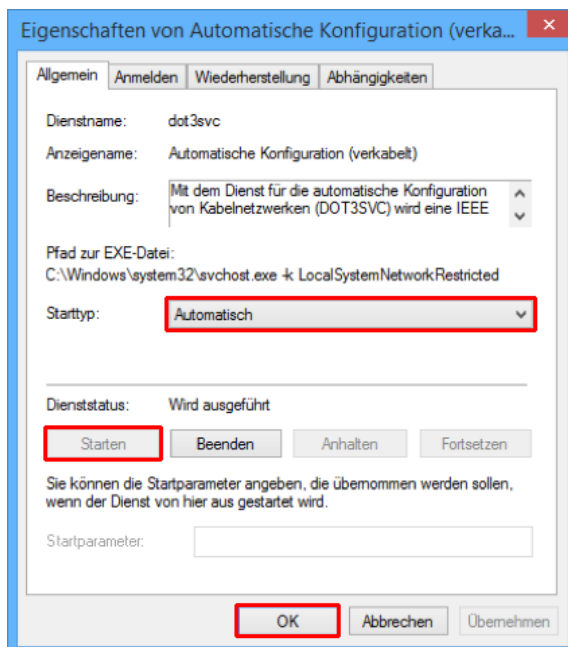 Eigenschaften von Automatische Konfiguration (verka...
Allgemein Anmelden Wiederherstellung Abhängigkeiten
Dienstname: dot3svc
Anzeigename: Automatische Konfiguration (verkabelt)
Beschreibung: Mit dem Dienst für die automatische Konfiguration
von Kabelnetzwerken (DOT3SVC) wird eine IEEE
Pfad zur EXE-Datei:
C:\Windows\system32\svchost.exe -k LocalSystemNetworkRestricted
Starttyp: Automatisch
Dienststatus: Wird ausgeführt
Starten Beenden Anhalten Fortsetzen
Sie können die Startparameter angeben, die übernommen werden sollen,
wenn der Dienst von hier aus gestartet wird.
Startparameter:
OK Abbrechen Übernehmen